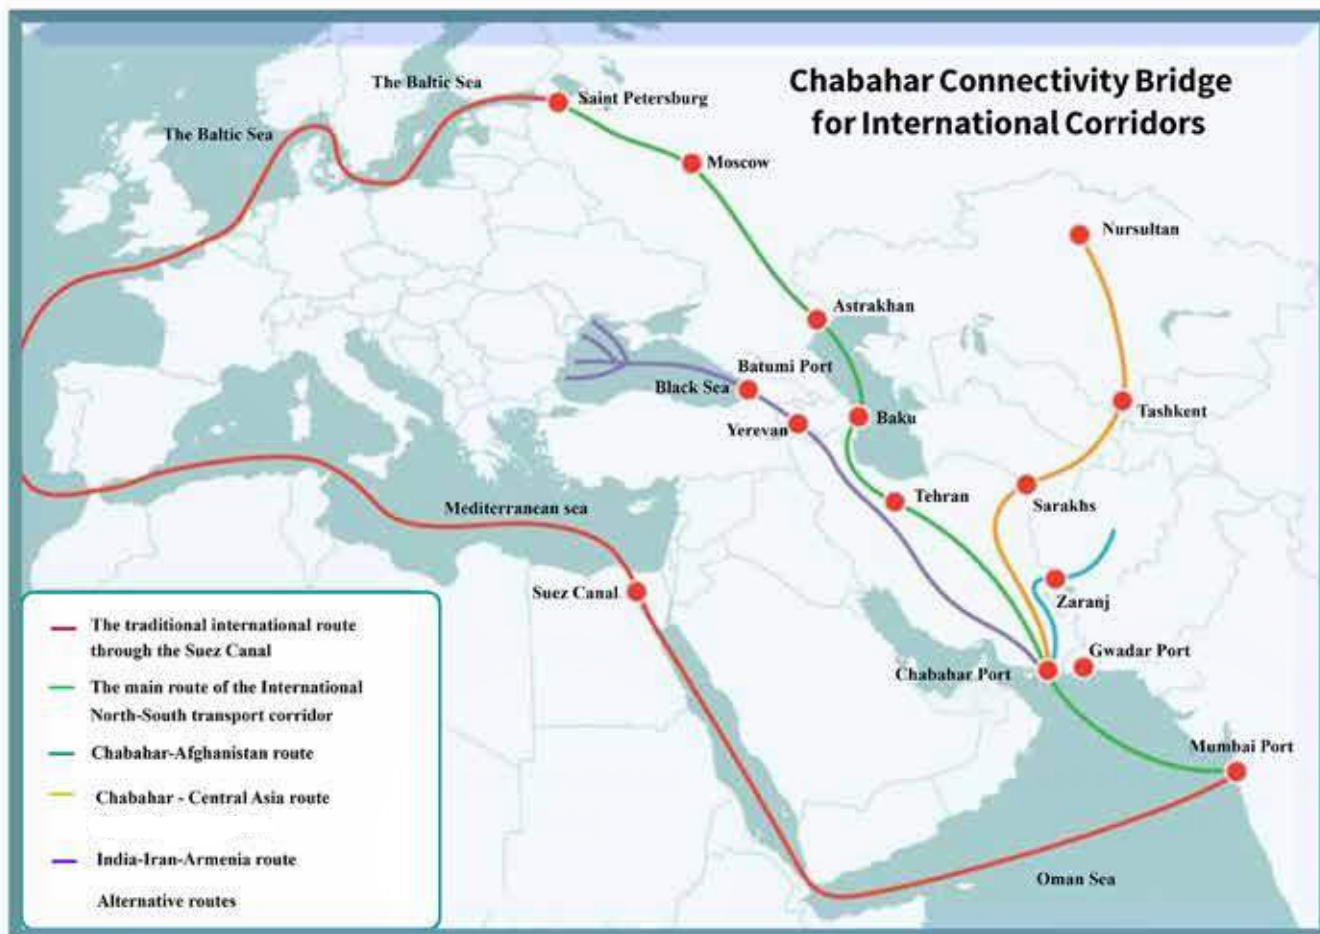 Chabahar Connectivity Bridge
for International Corridors
The Baltic Sea
Saint Petersburg
The Baltic Sea
Moscow
Nursultan
Astrakhan
Batumi Port
Black Sea
Tashkent
Baku
Yerevan
Tehran
Sarakhs
Mediterranean sea
Suez Canal
Zaranj
Gwadar Port
Chabahar Port
Mumbai Port
Oman Sea
The traditional international route
through the Suez Canal
The main route of the International
North-South transport corridor
Chabahar-Afghanistan route
Chabahar - Central Asia route
India-Iran-Armenia route
Alternative routes